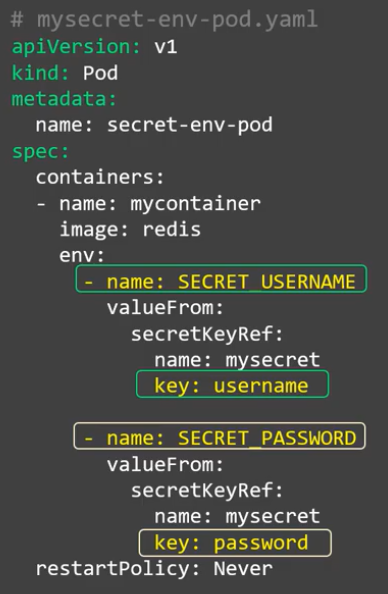 # mysecret-env-pod.yaml
apiVersion: v1
kind: Pod
metadata:
  name: secret-env-pod
spec:
  containers:
  - name: mycontainer
    image: redis
    env:
      - name: SECRET_USERNAME
        valueFrom:
          secretKeyRef:
            name: mysecret
            key: username

      - name: SECRET_PASSWORD
        valueFrom:
          secretKeyRef:
            name: mysecret
            key: password
  restartPolicy: Never